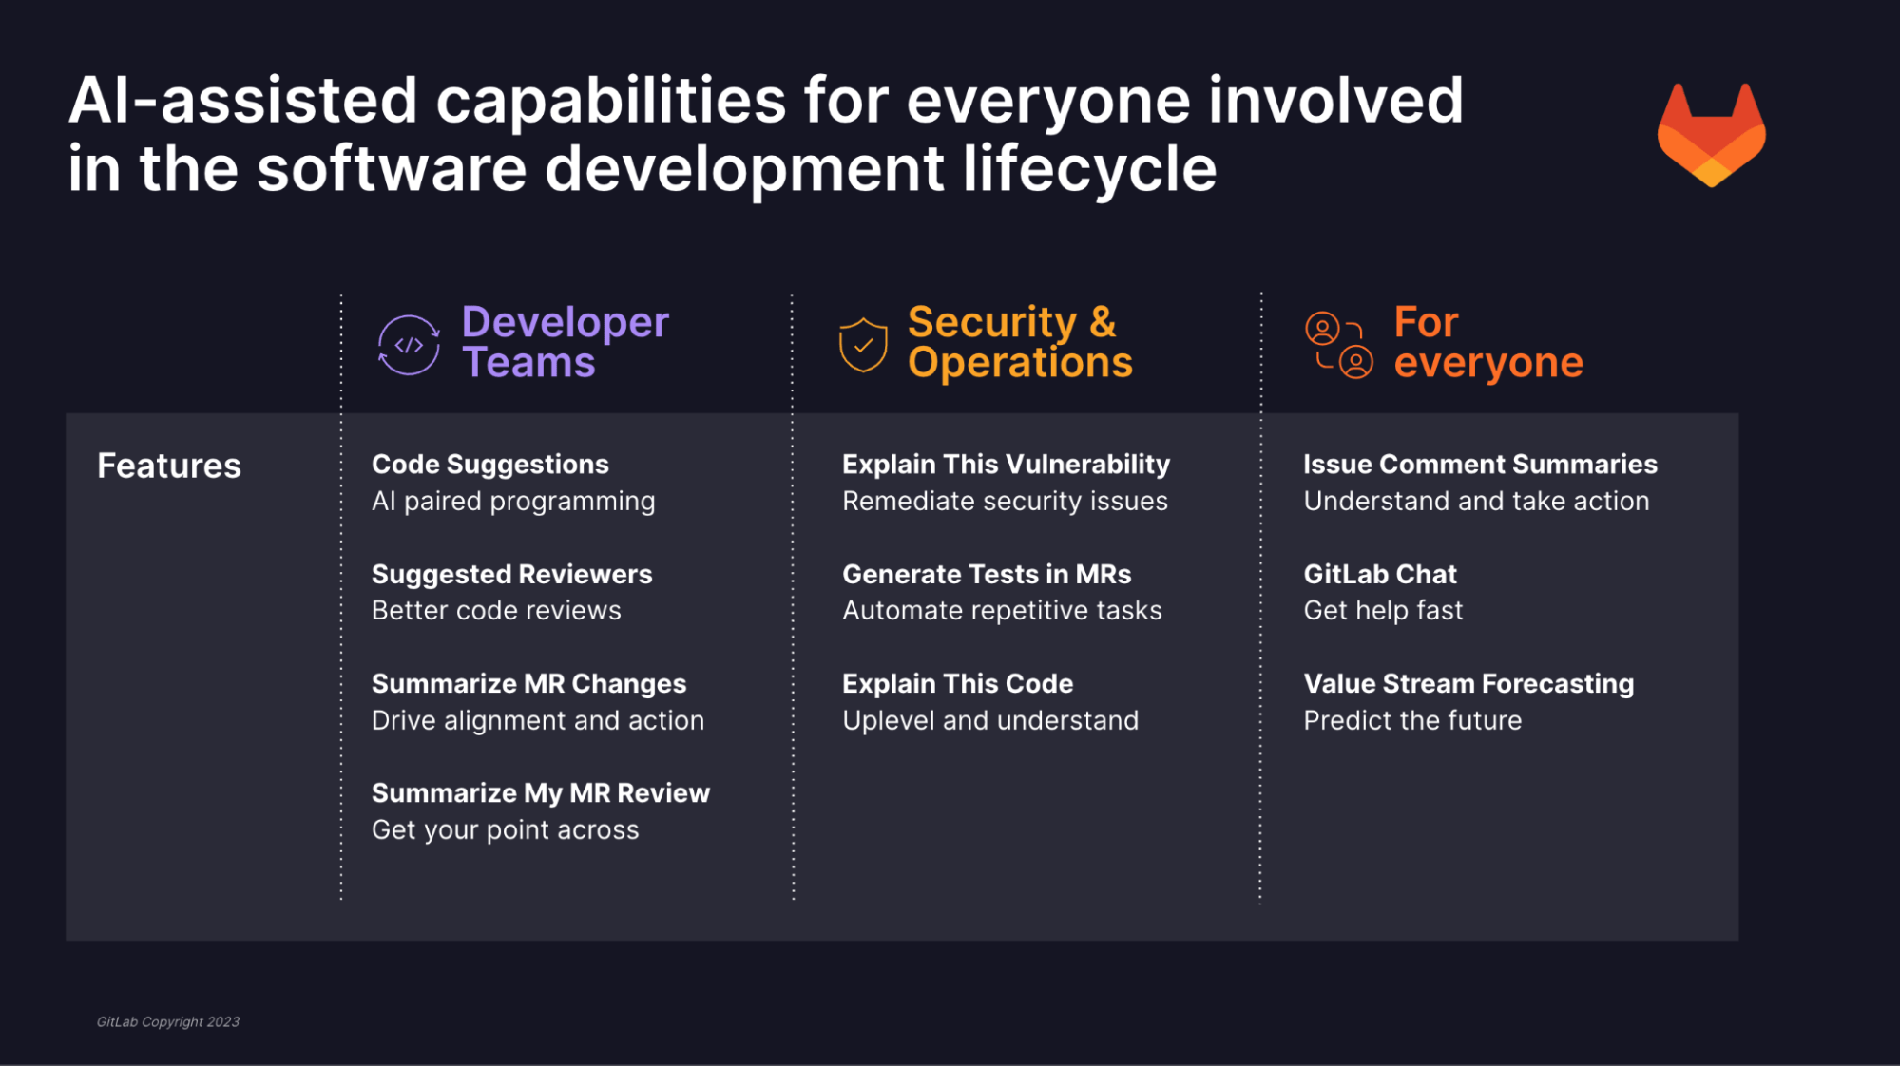 AI-assisted capabilities for everyone involved
in the software development lifecycle
Developer
Teams
Security &
Operations
For
everyone
Features
Code Suggestions
AI paired programming
Suggested Reviewers
Better code reviews
Summarize MR Changes
Drive alignment and action
Summarize My MR Review
Get your point across
Explain This Vulnerability
Remediate security issues
Generate Tests in MRs
Automate repetitive tasks
Explain This Code
Uplevel and understand
Issue Comment Summaries
Understand and take action
GitLab Chat
Get help fast
Value Stream Forecasting
Predict the future
GitLab Copyright 2023